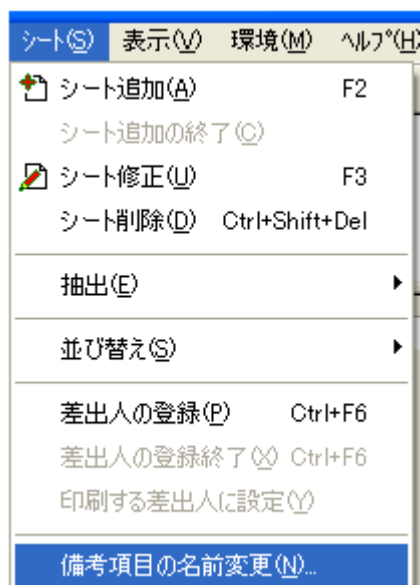 シート(S) 表示(V) 環境(M) ヘルプ(H)
シート追加(A) F2
シート追加の終了(C)
シート修正(U) F3
シート削除(D) Ctrl+Shift+Del
抽出(E)
並び替え(S)
差出人の登録(P) Ctrl+F6
差出人の登録終了(X) Ctrl+F6
印刷する差出人に設定(Y)
備考項目の名前変更(N)...